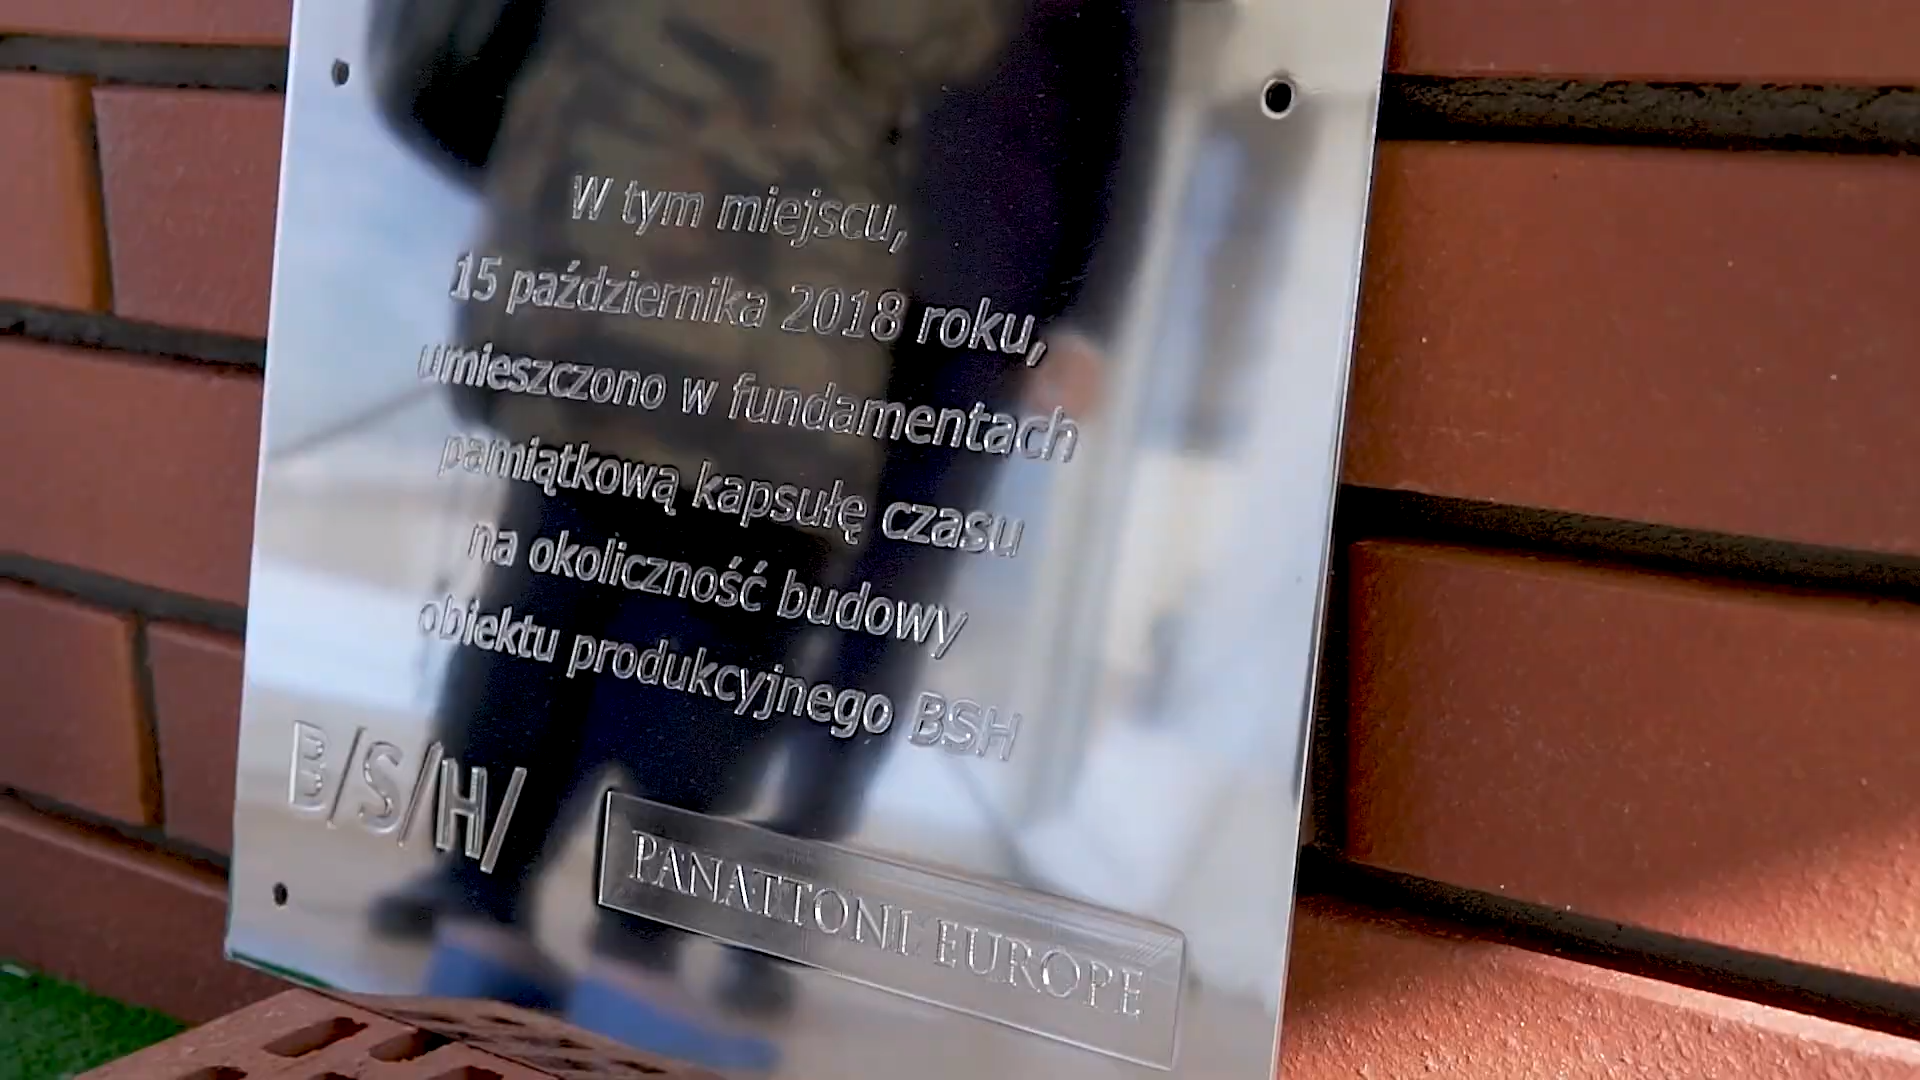 W tym miejscu,
15 października 2018 roku,
umieszczono w fundamentach
pamiątkową kapsułę czasu
na okoliczność budowy
obiektu produkcyjnego BSH
B/S/H/
PANATTONI EUROPE